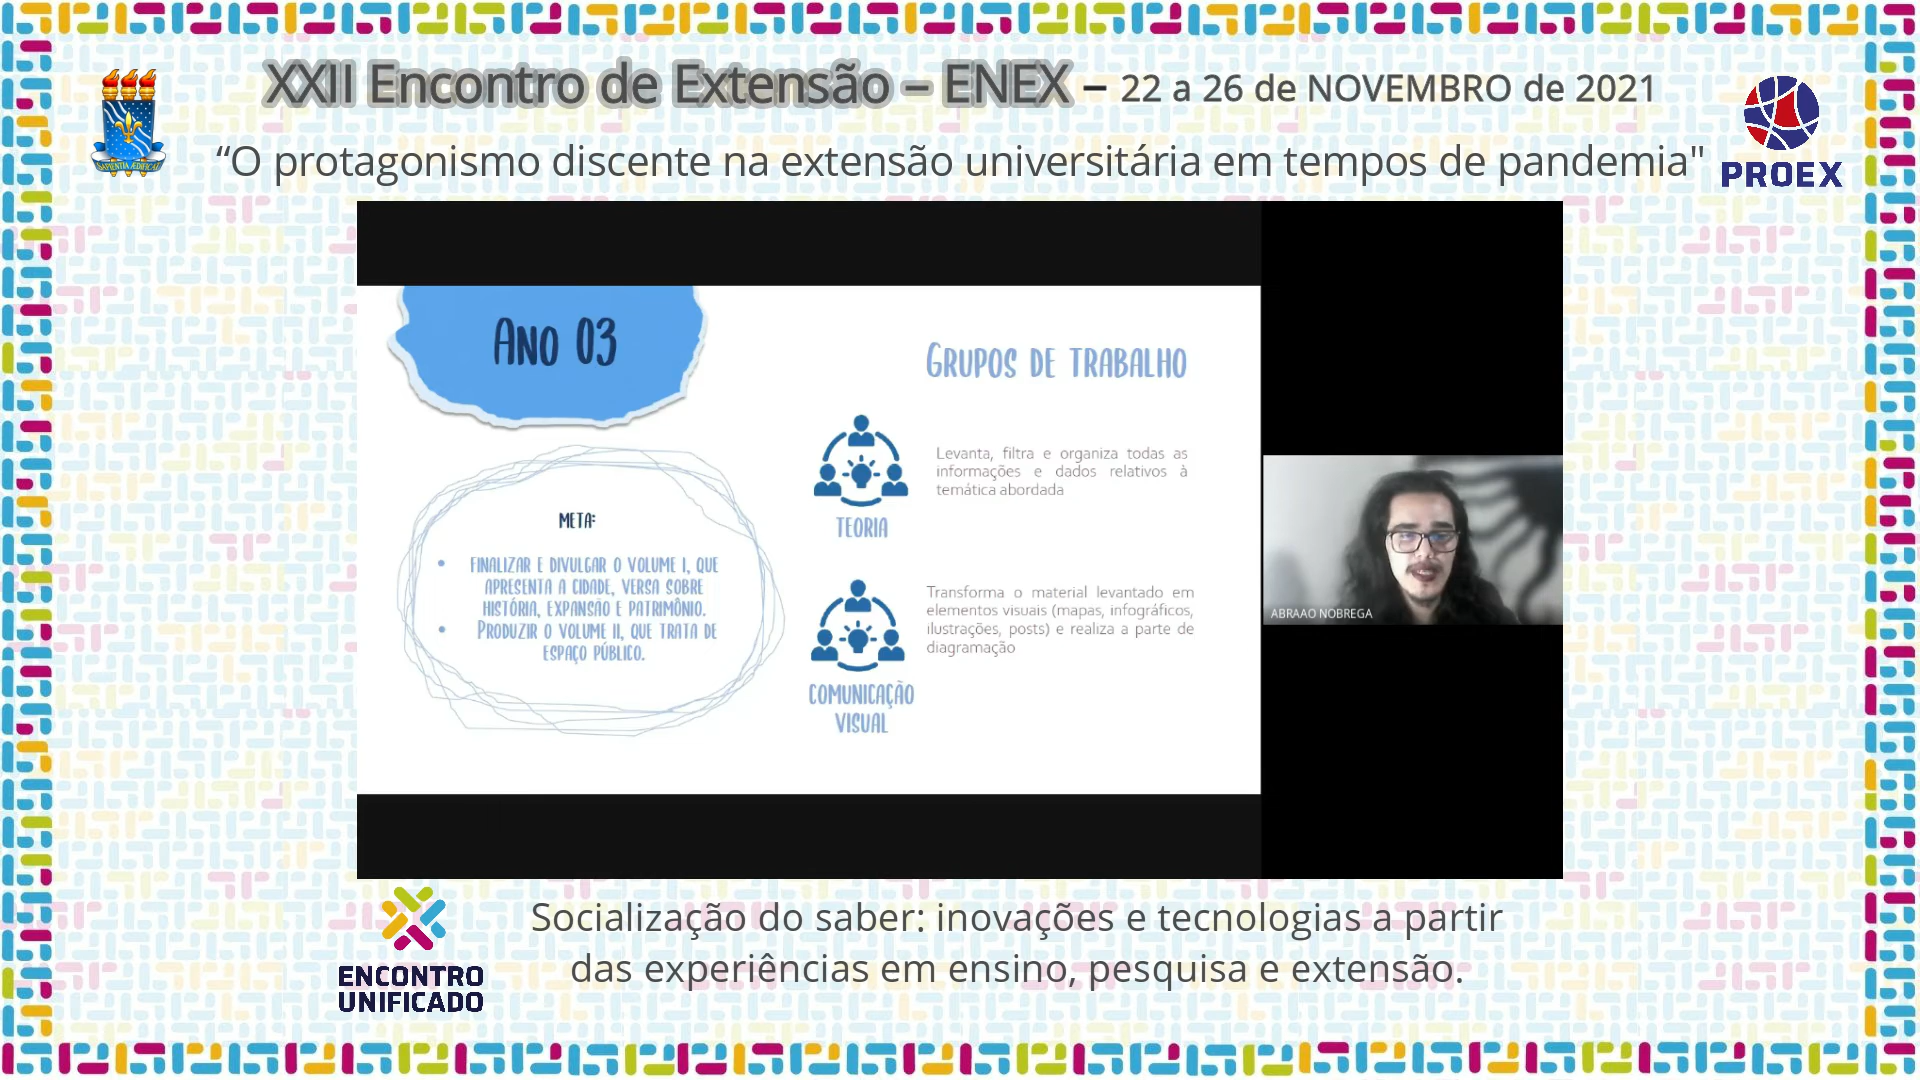 XXII Encontro de Extensão – ENEX – 22 a 26 de NOVEMBRO de 2021
“O protagonismo discente na extensão universitária em tempos de pandemia"
PROEX
ANO 03
GRUPOS DE TRABALHO
META:
• FINALIZAR E DIVULGAR O VOLUME I, QUE
APRESENTA A CIDADE, VERSA SOBRE
HISTÓRIA, EXPANSÃO E PATRIMÔNIO.
• PRODUZIR O VOLUME II, QUE TRATA DE
ESPAÇO PÚBLICO.
Levanta, filtra e organiza todas as
informações e dados relativos à
temática abordada
TEORIA
Transforma o material levantado em
elementos visuais (mapas, infográficos,
ilustrações, posts) e realiza a parte de
diagramação
COMUNICAÇÃO
VISUAL
ABRAAO NOBREGA
ENCONTRO
UNIFICADO
Socialização do saber: inovações e tecnologias a partir
das experiências em ensino, pesquisa e extensão.